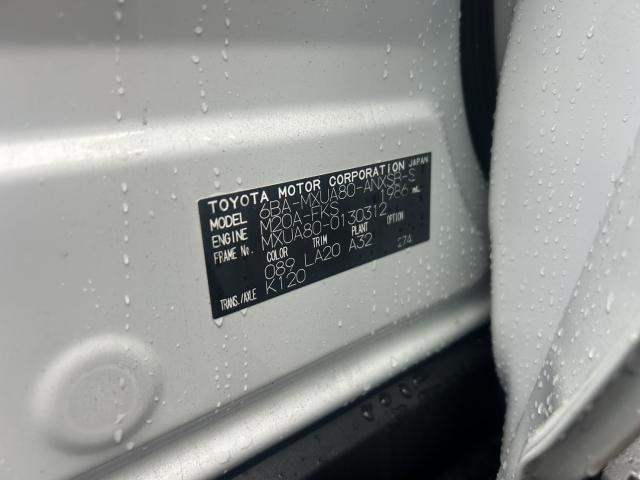 TOYOTA MOTOR CORPORATION JAPAN
MODEL 6BA-MXUA80-ANXSB-S
ENGINE M20A-FKS 1986 mL
FRAME No. MXUA80-0130312
COLOR TRIM PLANT OPTION
089 LA20 A32
TRANS./AXLE K120 274